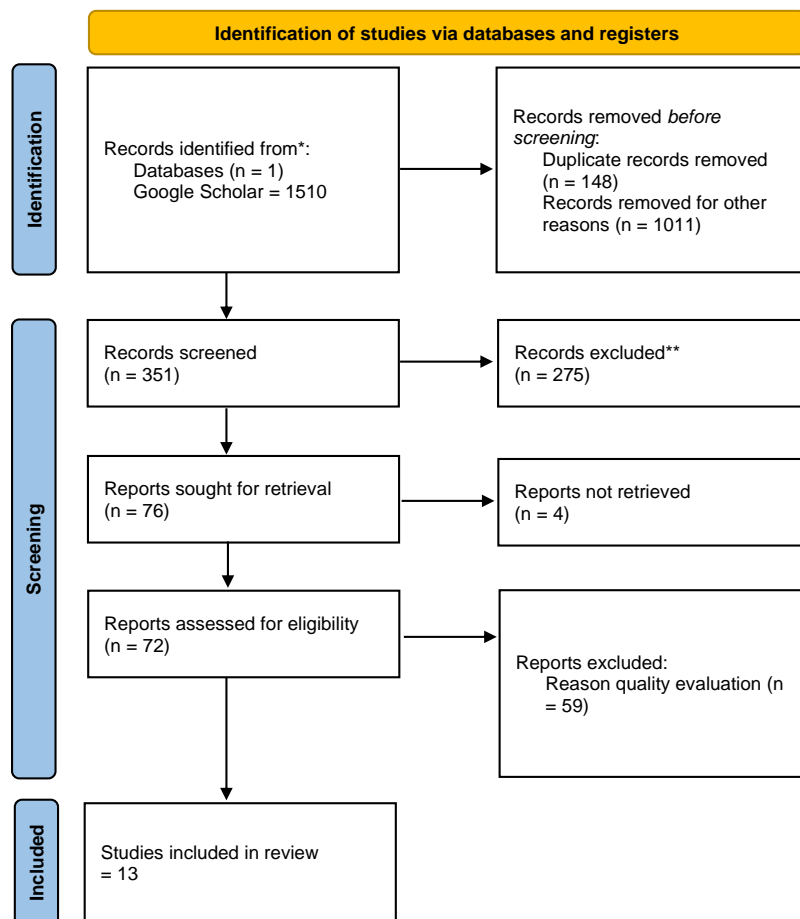 Identification of studies via databases and registers
Identification
Records identified from*:
Databases (n = 1)
Google Scholar = 1510
Records removed before
screening:
Duplicate records removed
(n = 148)
Records removed for other
reasons (n = 1011)
Screening
Records screened
(n = 351)
Records excluded**
(n = 275)
Reports sought for retrieval
(n = 76)
Reports not retrieved
(n = 4)
Reports assessed for eligibility
(n = 72)
Reports excluded:
Reason quality evaluation (n
= 59)
Included
Studies included in review
= 13